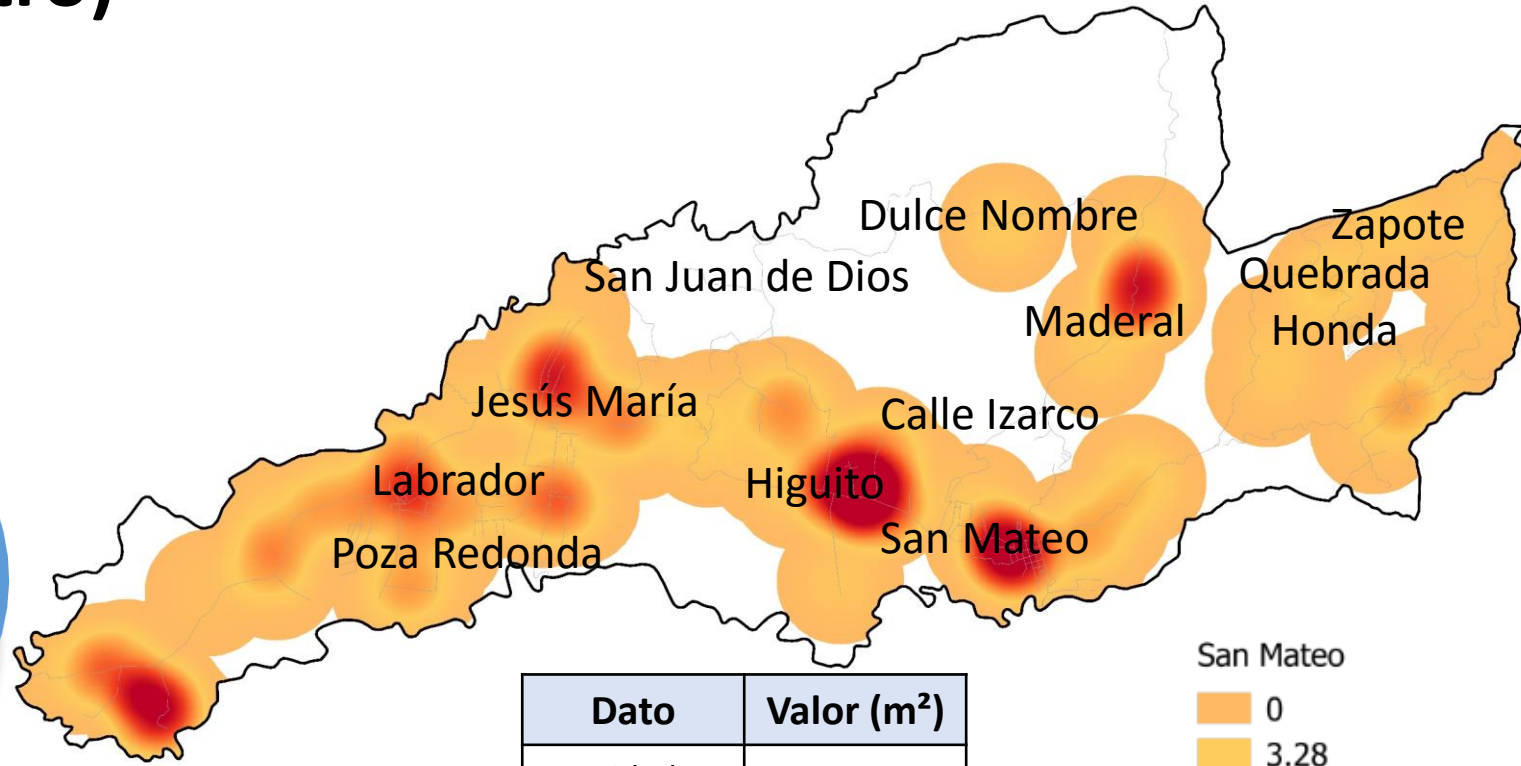 Dulce Nombre
Zapote
San Juan de Dios
Quebrada
Honda
Maderal
Jesús María
Calle Izarco
Labrador
Higuito
San Mateo
Poza Redonda
San Mateo
0
3.28
Dato
Valor (m²)